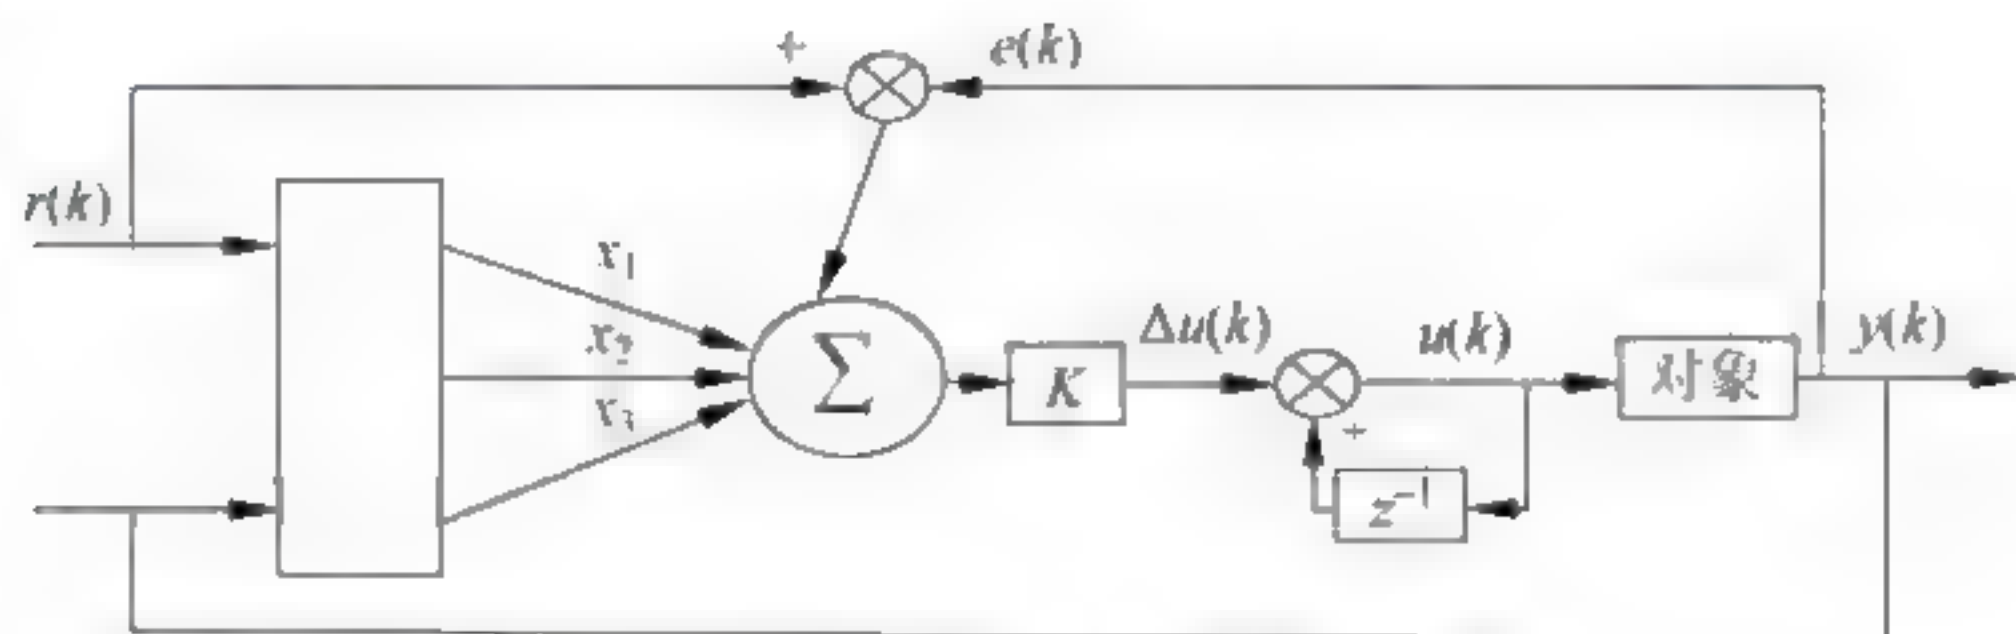 +
e(k)
r(k)
x₁
x₂
x₃
∑
K
Δu(k)
u(k)
+
z⁻¹
对象
y(k)